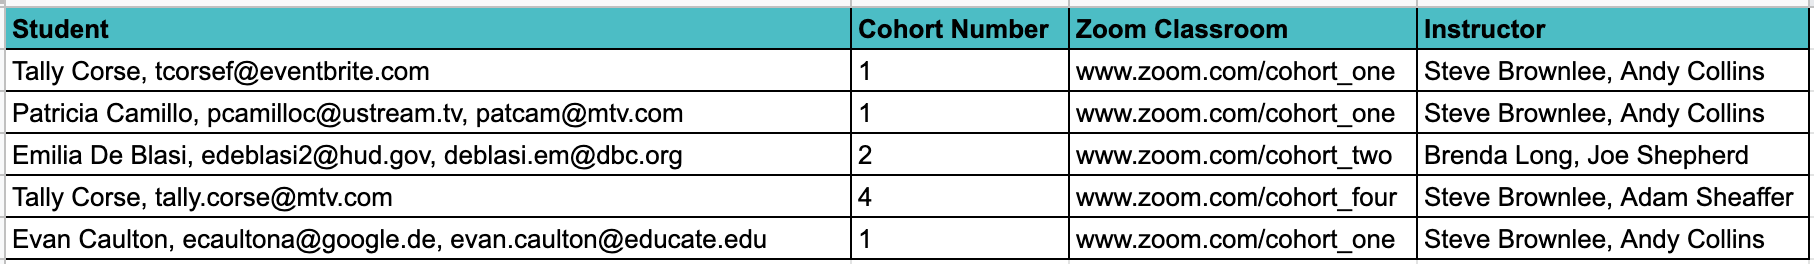 Student Cohort Number Zoom Classroom Instructor
Tally Corse, tcorsef@eventbrite.com 1 www.zoom.com/cohort_one Steve Brownlee, Andy Collins
Patricia Camillo, pcamilloc@ustream.tv, patcam@mtv.com 1 www.zoom.com/cohort_one Steve Brownlee, Andy Collins
Emilia De Blasi, edeblasi2@hud.gov, deblasi.em@dbc.org 2 www.zoom.com/cohort_two Brenda Long, Joe Shepherd
Tally Corse, tally.corse@mtv.com 4 www.zoom.com/cohort_four Steve Brownlee, Adam Sheaffer
Evan Caulton, ecaultona@google.de, evan.caulton@educate.edu 1 www.zoom.com/cohort_one Steve Brownlee, Andy Collins